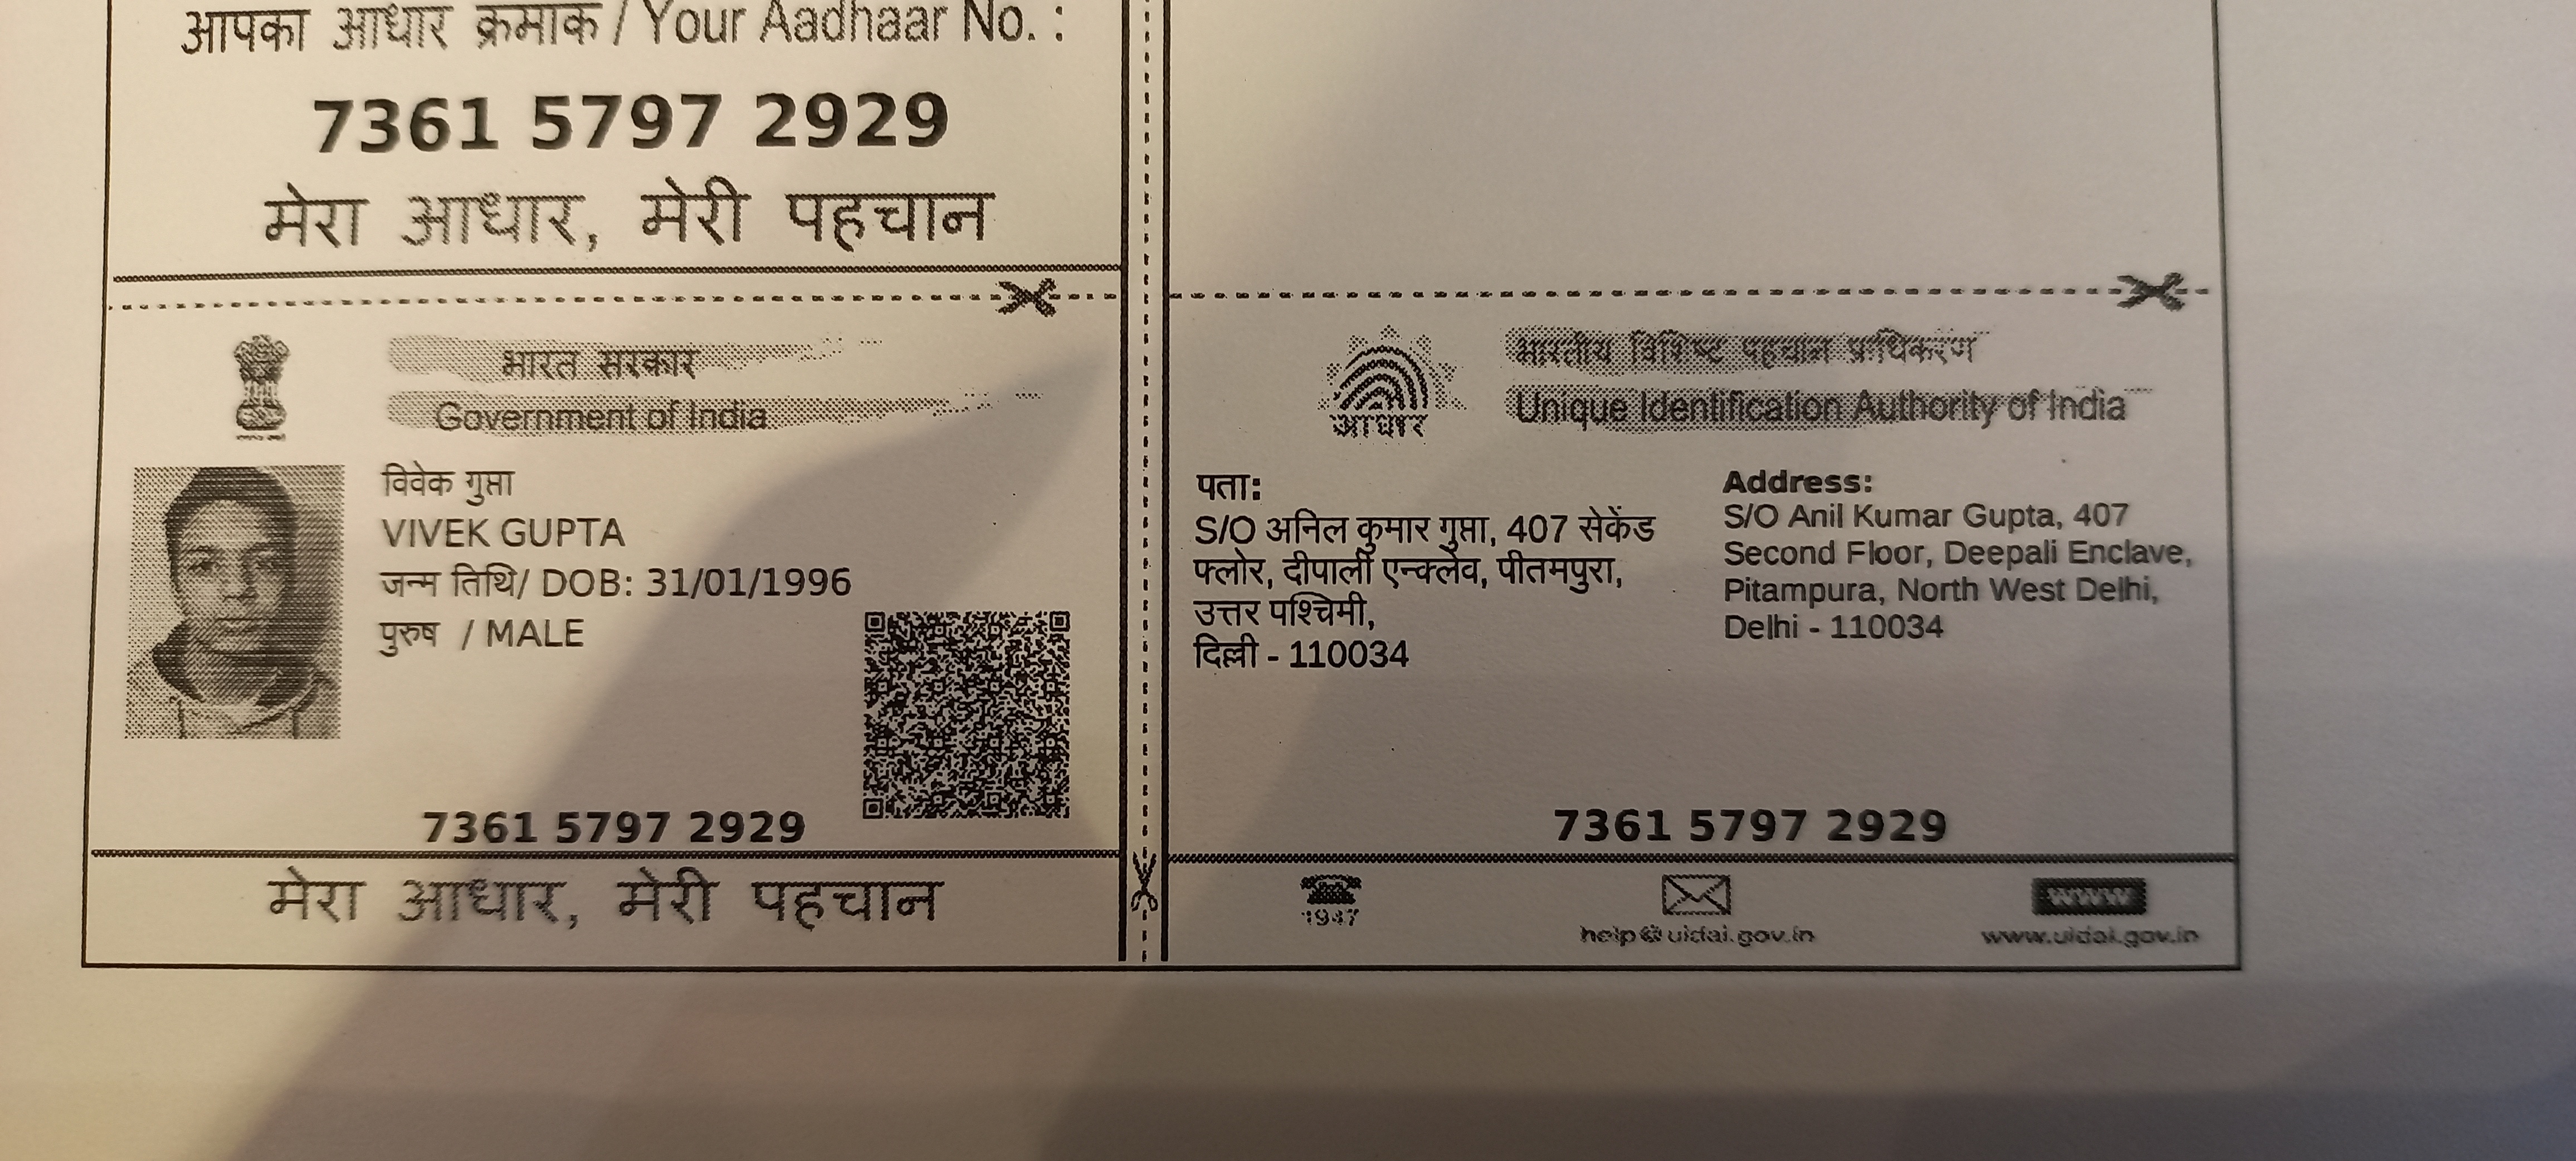 आपका आधार क्रमांक / Your Aadhaar No. :
7361 5797 2929
मेरा आधार, मेरी पहचान
भारत सरकार
Government of India
विवेक गुप्ता
VIVEK GUPTA
जन्म तिथि/ DOB: 31/01/1996
पुरुष / MALE
7361 5797 2929
मेरा आधार, मेरी पहचान
भारतीय विशिष्ट पहचान प्राधिकरण
Unique Identification Authority of India
आधार
पता:
S/O अनिल कुमार गुप्ता, 407 सेकेंड
फ्लोर, दीपाली एन्क्लेव, पीतमपुरा,
उत्तर पश्चिमी,
दिल्ली - 110034
Address:
S/O Anil Kumar Gupta, 407
Second Floor, Deepali Enclave,
Pitampura, North West Delhi,
Delhi - 110034
7361 5797 2929
1947
help@uidai.gov.in
www
www.uidai.gov.in